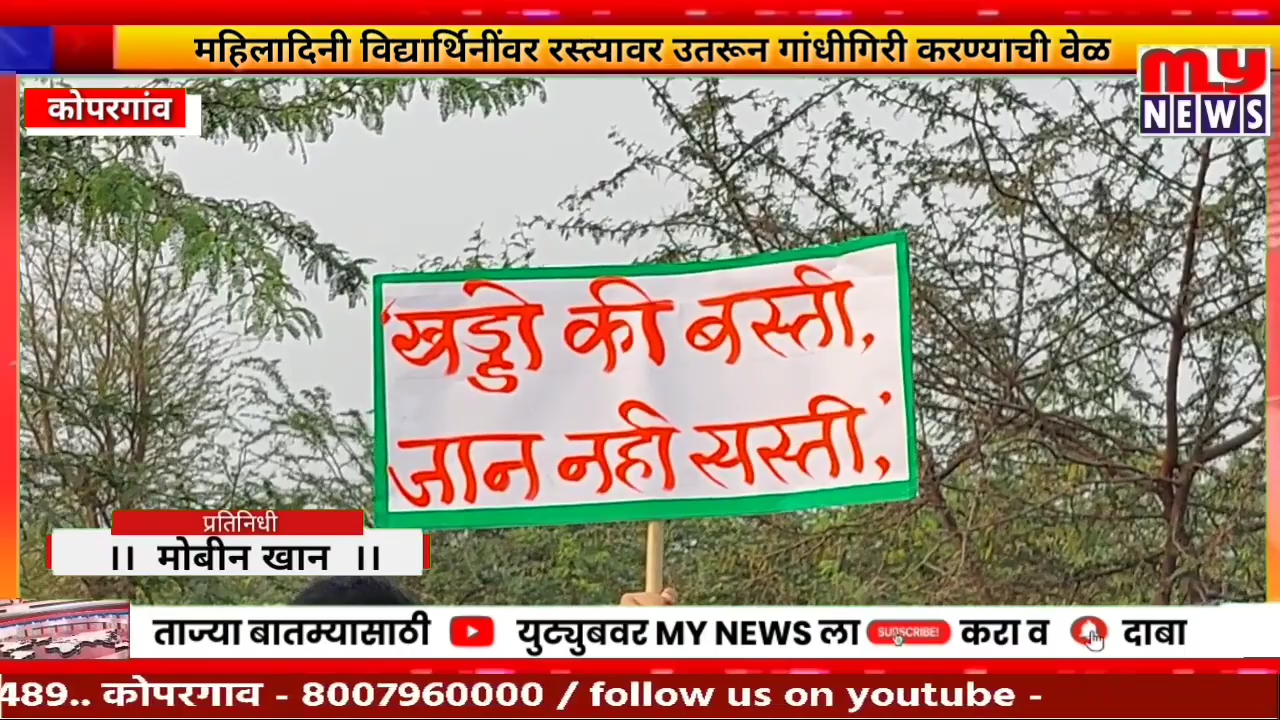 महिलादिनी विद्यार्थिनींवर रस्त्यावर उतरून गांधीगिरी करण्याची वेळ
my
NEWS
कोपरगांव
'खड्डो की बस्ती,
जान नही सस्ती,'
प्रतिनिधी
।। मोबीन खान ।।
ताज्या बातम्यासाठी युट्युबवर MY NEWS ला SUBSCRIBE! करा व दाबा
489.. कोपरगाव - 8007960000 / follow us on youtube -